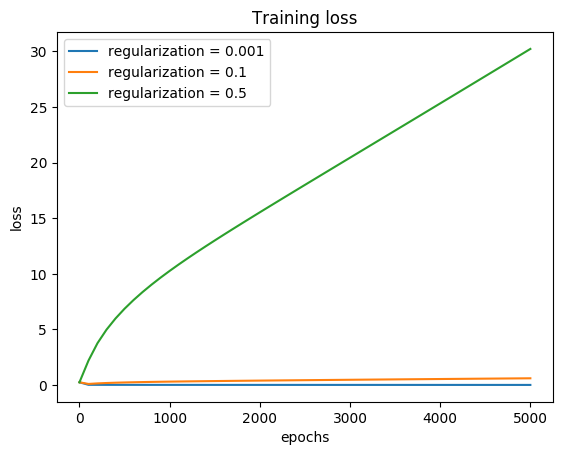 Training loss
regularization = 0.001
regularization = 0.1
regularization = 0.5
30
25
20
15
10
5
0
loss
0 1000 2000 3000 4000 5000
epochs